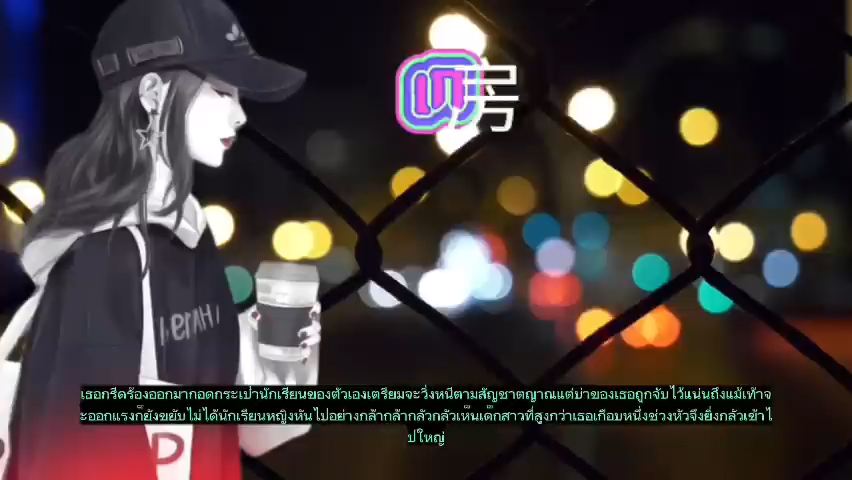 房
เธอกรีดร้องออกมากอดกระเป๋านักเรียนของตัวเองเตรียมจะวิ่งหนีตามสัญชาตญาณแต่บ่าของเธอถูกจับไว้แน่นถึงแม้เท้าจ
ะออกแรงก็ยังขยับไม่ได้นักเรียนหญิงหันไปอย่างกล้ากล้ากลัวกลัวเห็นเด็กสาวที่สูงกว่าเธอเกือบหนึ่งช่วงหัวจึงยิ่งกลัวเข้าไ
ปใหญ่